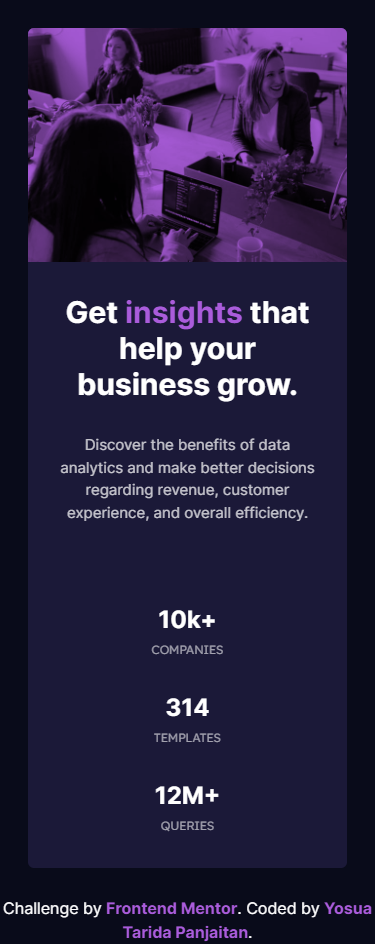 Get insights that
help your
business grow.
Discover the benefits of data
analytics and make better decisions
regarding revenue, customer
experience, and overall efficiency.
10k+
COMPANIES
314
TEMPLATES
12M+
QUERIES
Challenge by Frontend Mentor. Coded by Yosua
Tarida Panjaitan.